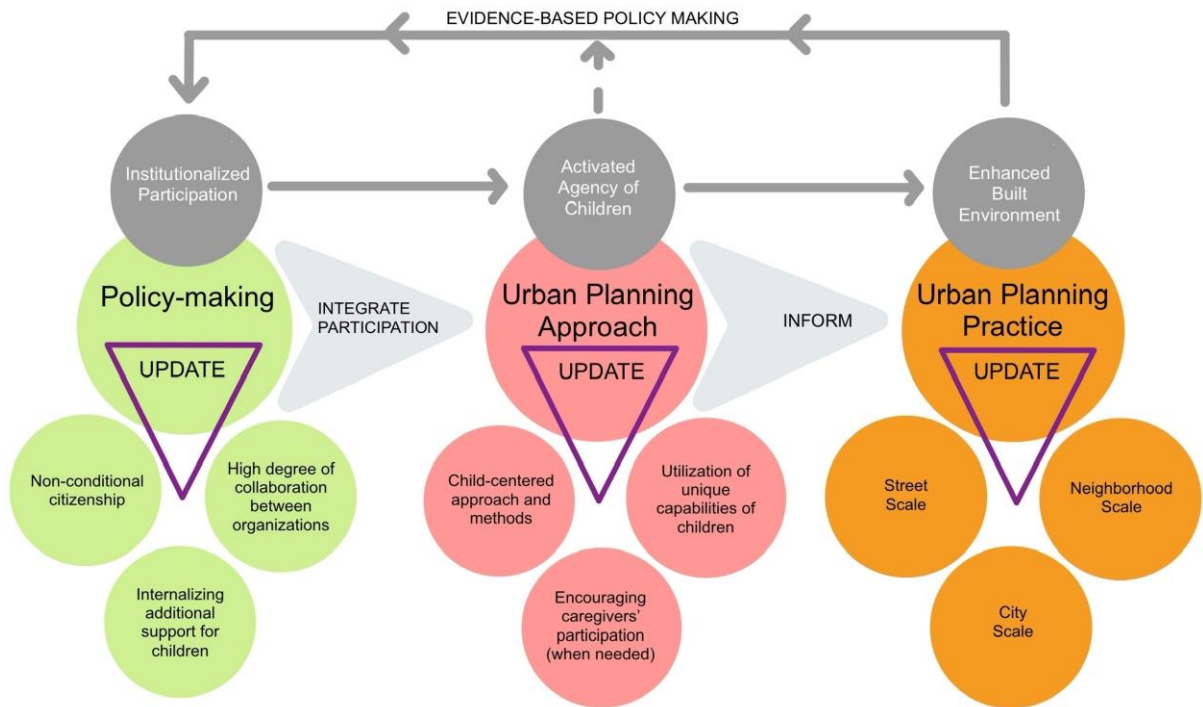 EVIDENCE-BASED POLICY MAKING
Institutionalized
Participation
Activated
Agency of
Children
Enhanced
Built
Environment
Policy-making
UPDATE
INTEGRATE
PARTICIPATION
Urban Planning
Approach
UPDATE
INFORM
Urban Planning
Practice
UPDATE
Non-conditional
citizenship
High degree of
collaboration
between
organizations
Internalizing
additional
support for
children
Child-centered
approach and
methods
Utilization of
unique
capabilities of
children
Encouraging
caregivers’
participation
(when needed)
Street
Scale
Neighborhood
Scale
City
Scale